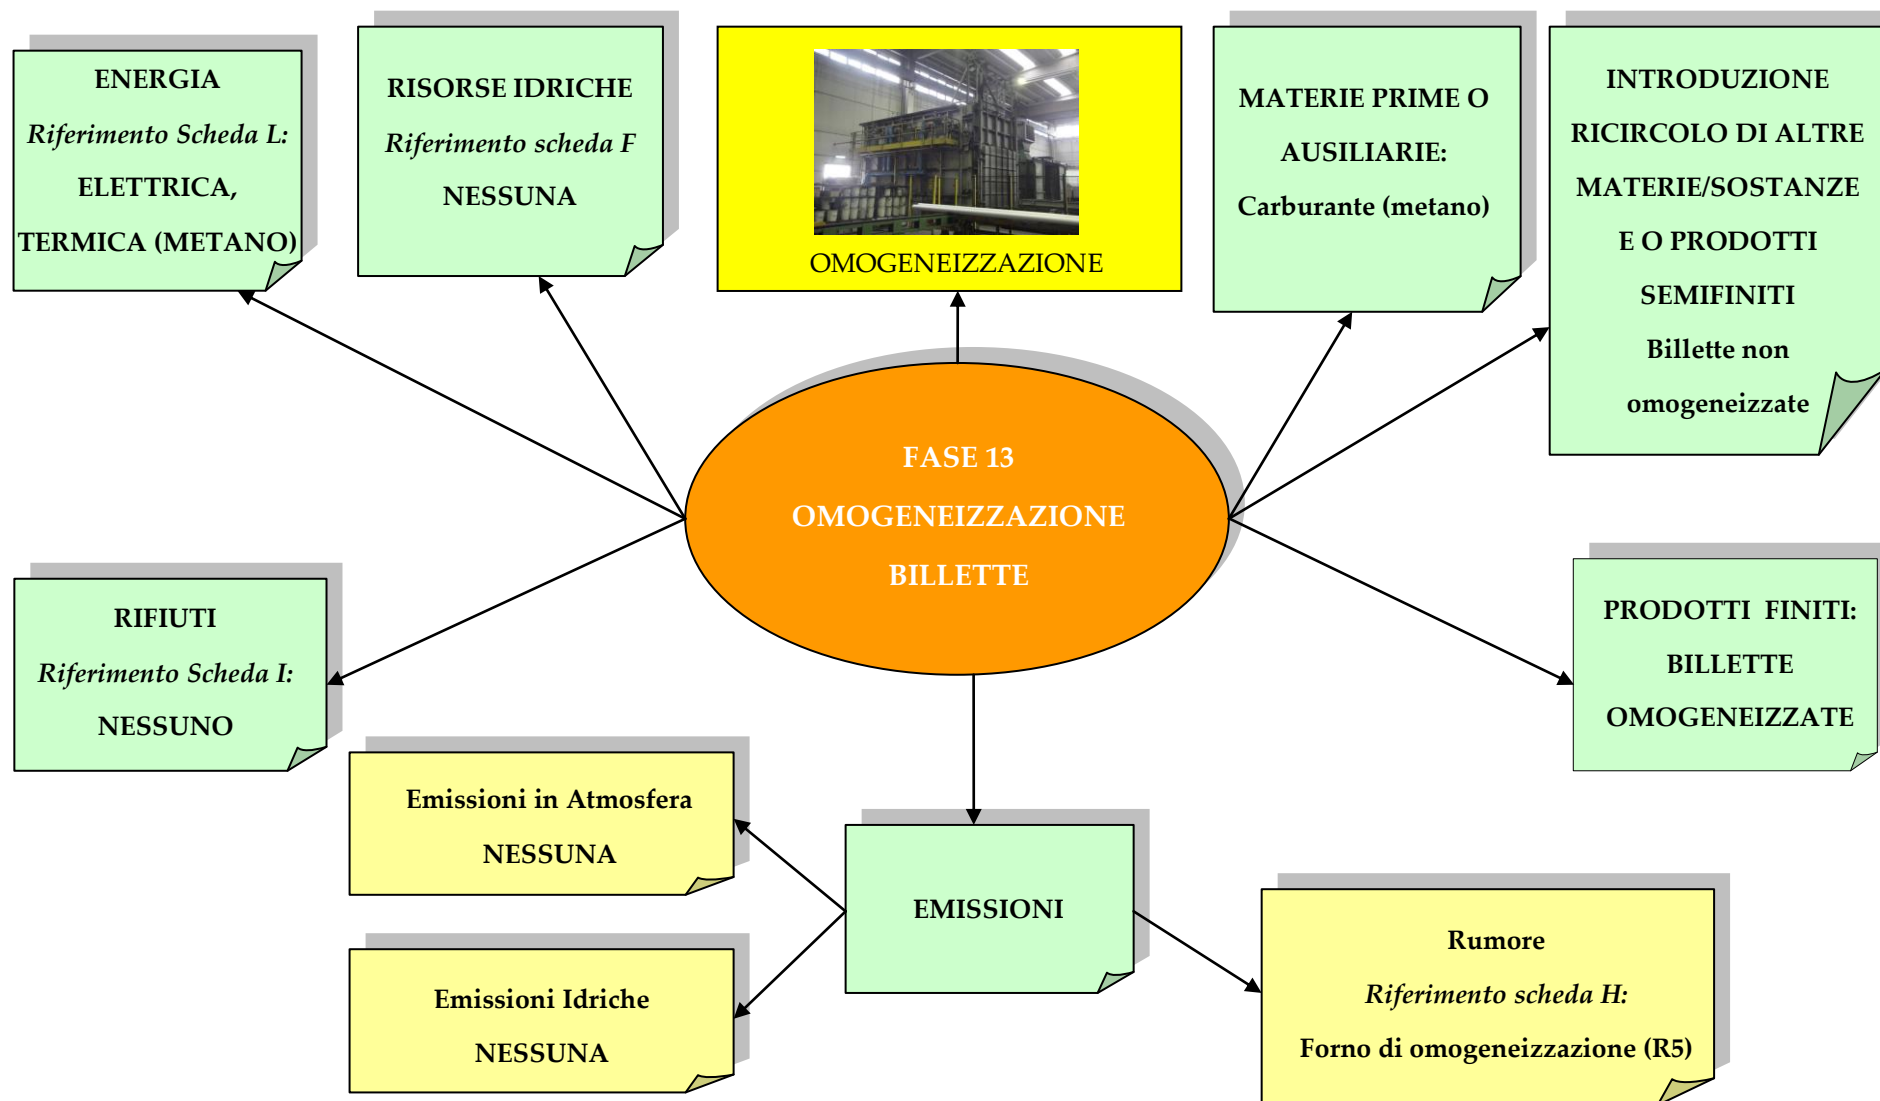 ENERGIA
Riferimento Scheda L:
ELETTRICA,
TERMICA (METANO)
RISORSE IDRICHE
Riferimento scheda F
NESSUNA
OMOGENEIZZAZIONE
MATERIE PRIME O
AUSILIARIE:
Carburante (metano)
INTRODUZIONE
RICIRCOLO DI ALTRE
MATERIE/SOSTANZE
E O PRODOTTI
SEMIFINITI
Billette non
omogeneizzate
FASE 13
OMOGENEIZZAZIONE
BILLETTE
RIFIUTI
Riferimento Scheda I:
NESSUNO
PRODOTTI  FINITI:
BILLETTE
OMOGENEIZZATE
Emissioni in Atmosfera
NESSUNA
EMISSIONI
Emissioni Idriche
NESSUNA
Rumore
Riferimento scheda H:
Forno di omogeneizzazione (R5)